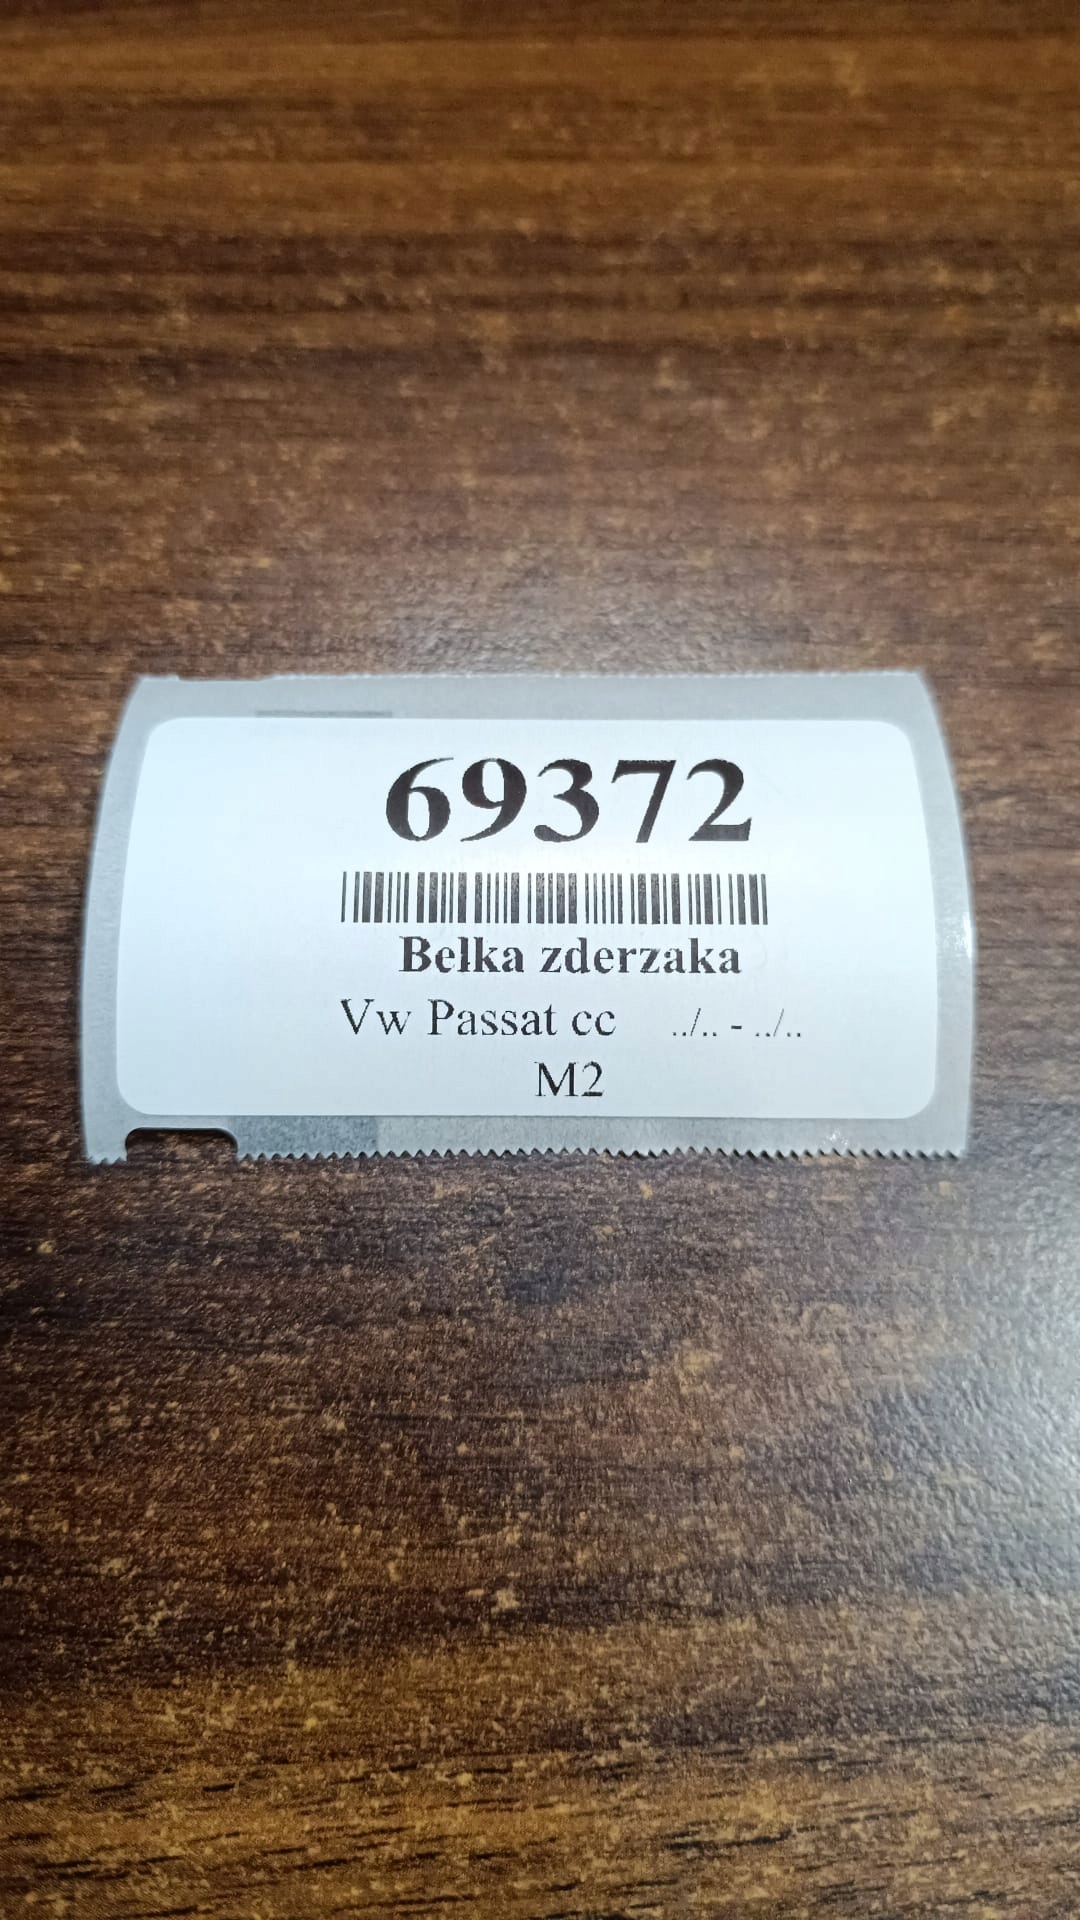 69372
Belka zderzaka
Vw Passat cc ../.. - ../..
M2